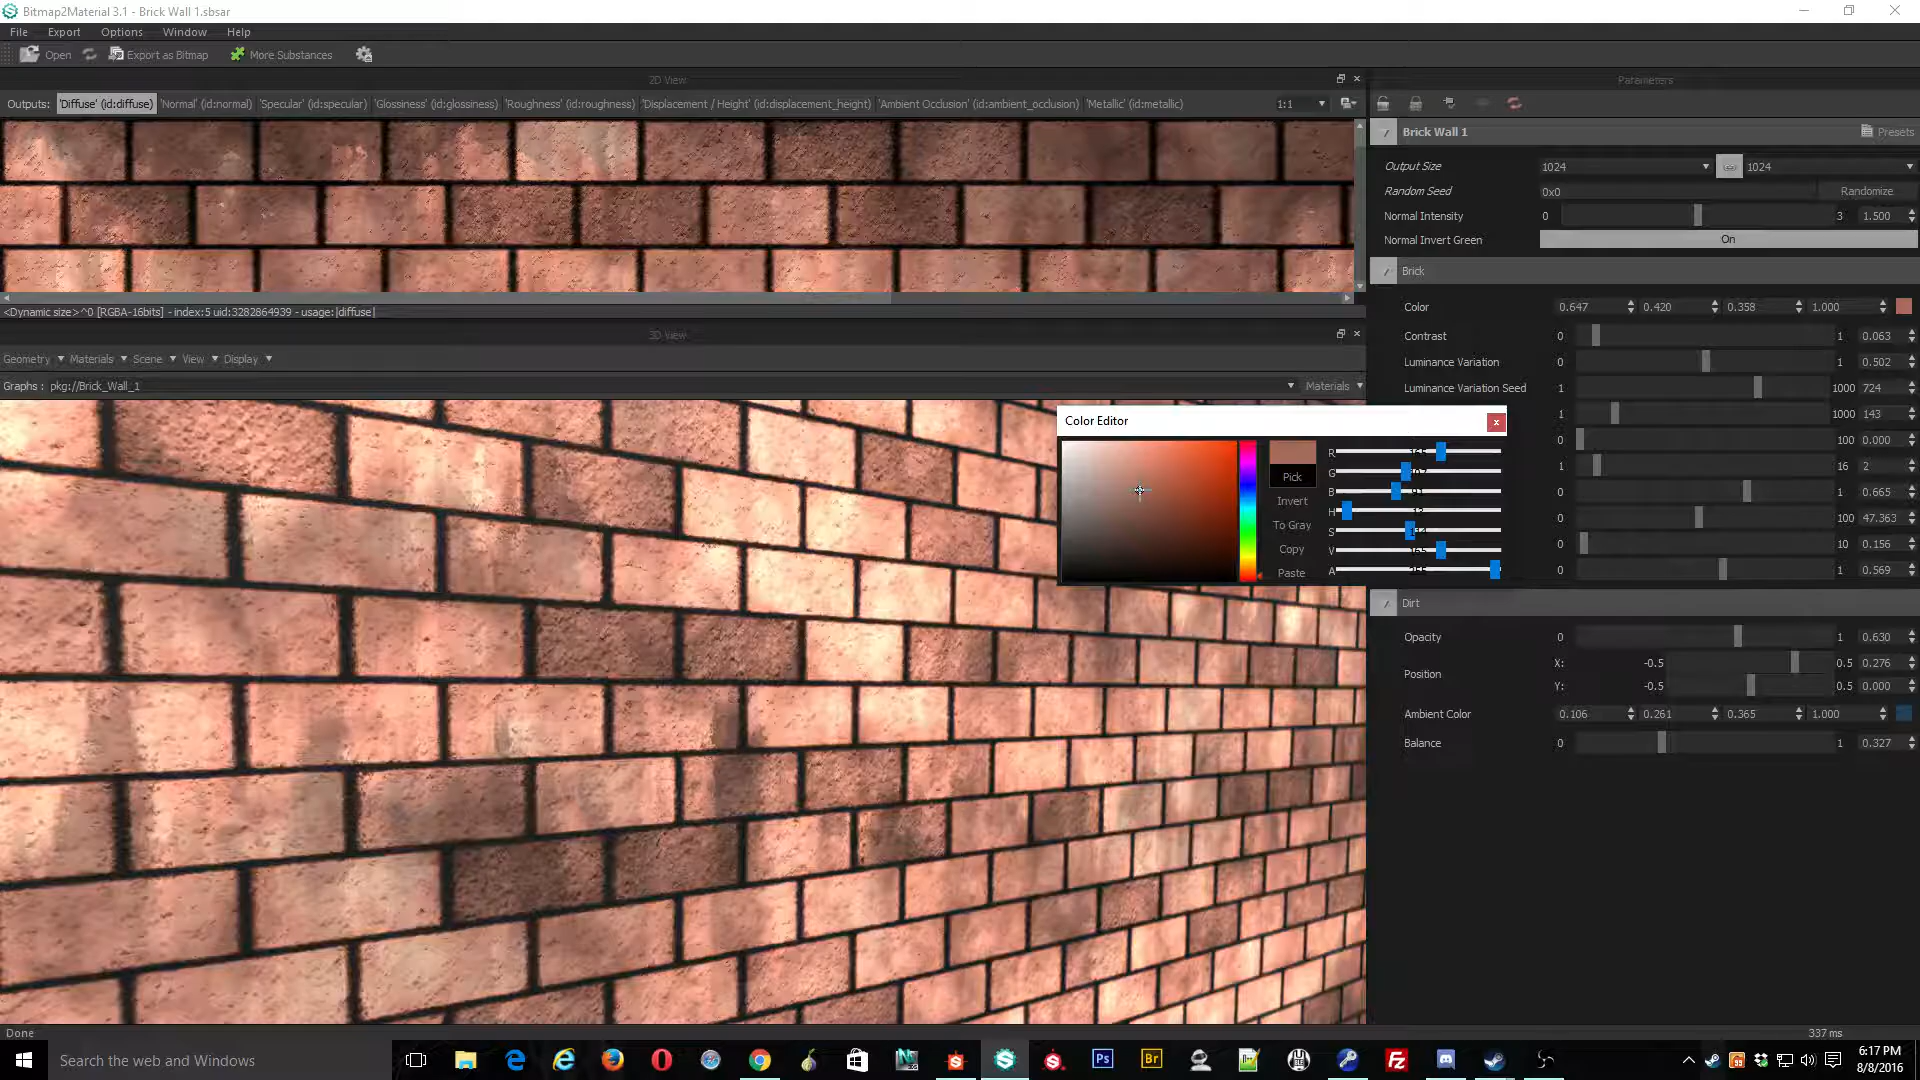 Bitmap2Material 3.1 - Brick Wall 1.sbsar
File Export Options Window Help
Open Export as Bitmap More Substances
2D View
Parameters
Outputs: 'Diffuse' (id:diffuse) 'Normal' (id:normal) 'Specular' (id:specular) 'Glossiness' (id:glossiness) 'Roughness' (id:roughness) 'Displacement / Height' (id:displacement_height) 'Ambient Occlusion' (id:ambient_occlusion) 'Metallic' (id:metallic) 1:1
Brick Wall 1 Presets
Output Size 1024 1024
Random Seed 0x0 Randomize
Normal Intensity 0 3 1.500
Normal Invert Green On
Brick
Color 0.647 0.420 0.358 1.000
<Dynamic size>^0 [RGBA-16bits] - index:5 uid:3282864939 - usage:|diffuse|
3D View
Contrast 0 1 0.063
Geometry Materials Scene View Display
Luminance Variation 0 1 0.502
Graphs : pkg://Brick_Wall_1 Materials
Luminance Variation Seed 1 1000 724
1 1000 143
0 100 0.000
1 16 2
0 1 0.665
0 100 47.363
0 10 0.156
0 1 0.569
Color Editor
Pick
Invert
To Gray
Copy
Paste
R
G
B
H
S
V
A
Dirt
Opacity 0 1 0.630
Position X: -0.5 0.5 0.276
Y: -0.5 0.5 0.000
Ambient Color 0.106 0.261 0.365 1.000
Balance 0 1 0.327
Done 337 ms
Search the web and Windows
Ps
Br
Fz
6:17 PM
8/8/2016